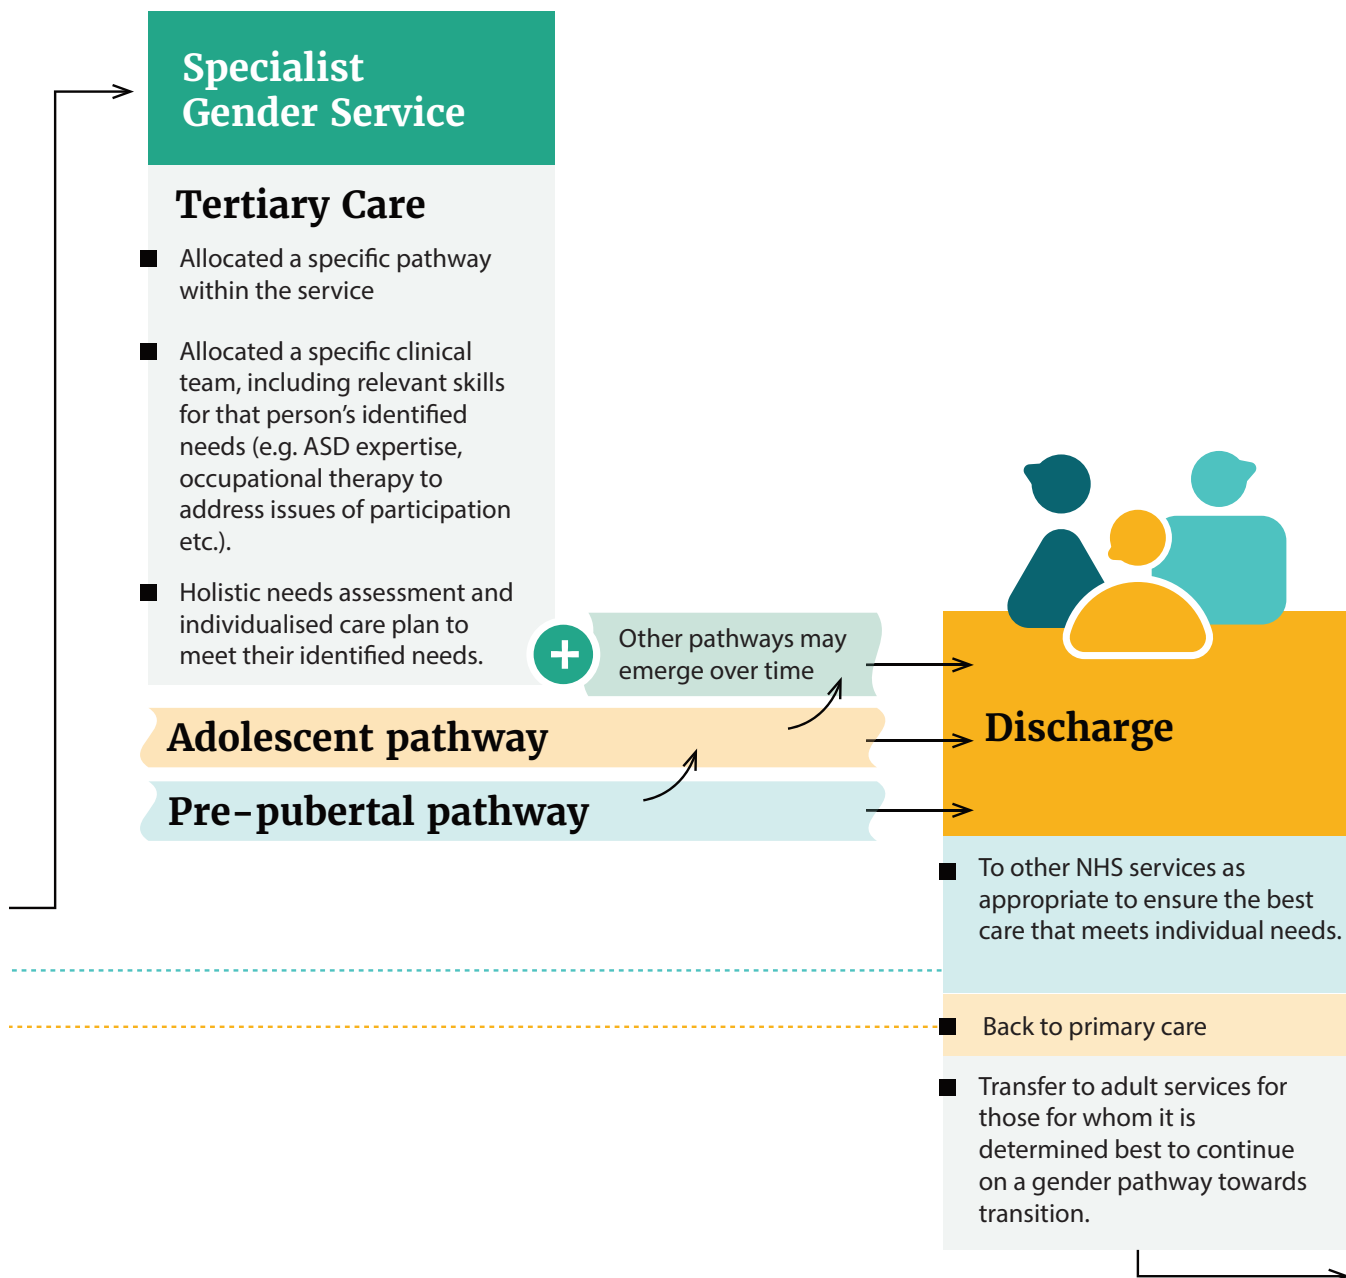 Specialist
Gender Service
Tertiary Care
Allocated a specific pathway
within the service
Allocated a specific clinical
team, including relevant skills
for that person’s identified
needs (e.g. ASD expertise,
occupational therapy to
address issues of participation
etc.).
Holistic needs assessment and
individualised care plan to
meet their identified needs.
Other pathways may
emerge over time
Adolescent pathway
Pre-pubertal pathway
Discharge
To other NHS services as
appropriate to ensure the best
care that meets individual needs.
Back to primary care
Transfer to adult services for
those for whom it is
determined best to continue
on a gender pathway towards
transition.